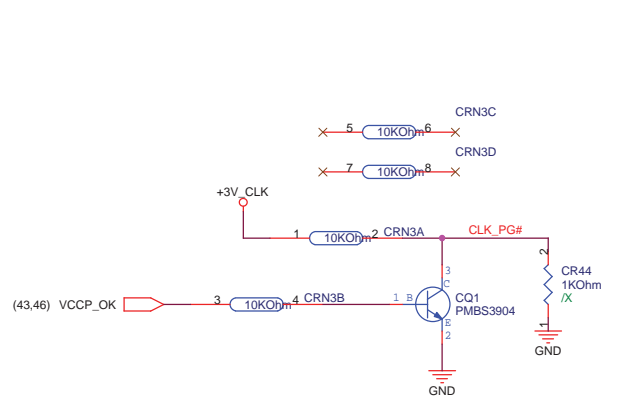 CRN3C
5 10KOhm 6
CRN3D
7 10KOhm 8
+3V_CLK
1 10KOhm 2 CRN3A CLK_PG#
2
3
C
CR44
1KOhm
/X
(43,46) VCCP_OK 3 10KOhm 4 CRN3B 1 B CQ1
PMBS3904
E
2
1
GND
GND